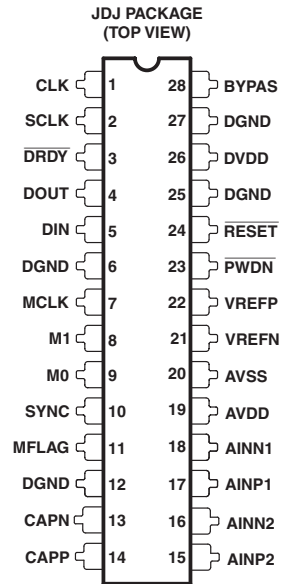 JDJ PACKAGE
(TOP VIEW)
CLK 1 28 BYPAS
SCLK 2 27 DGND
DRDY 3 26 DVDD
DOUT 4 25 DGND
DIN 5 24 RESET
DGND 6 23 PWDN
MCLK 7 22 VREFP
M1 8 21 VREFN
M0 9 20 AVSS
SYNC 10 19 AVDD
MFLAG 11 18 AINN1
DGND 12 17 AINP1
CAPN 13 16 AINN2
CAPP 14 15 AINP2